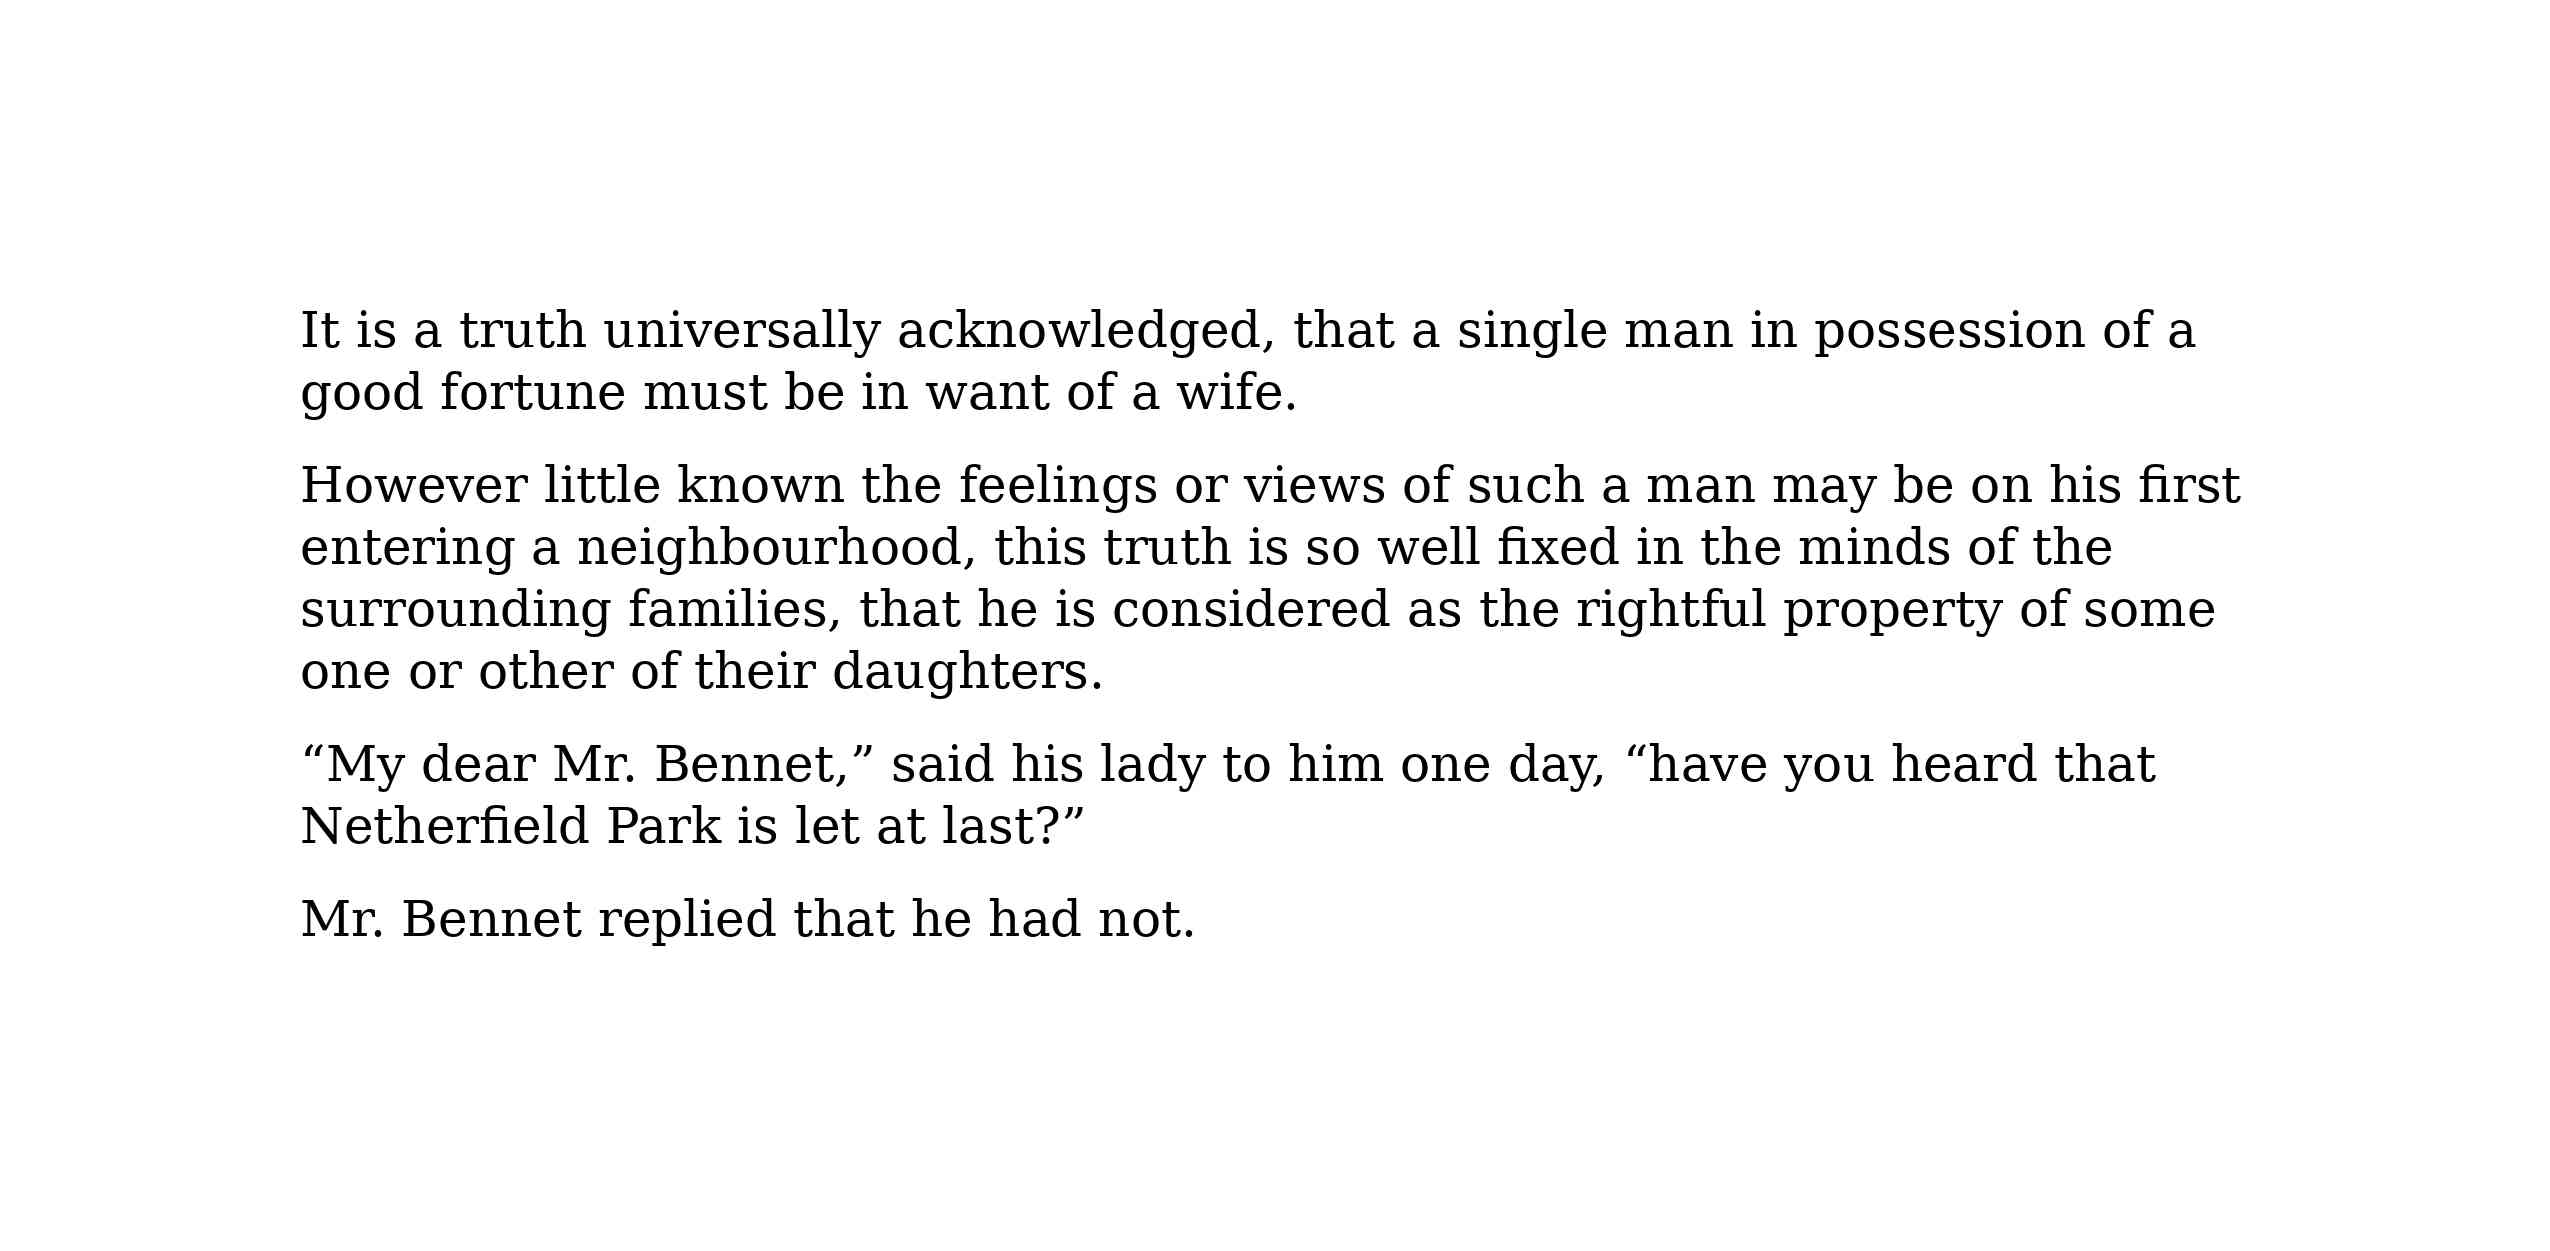 It is a truth universally acknowledged, that a single man in possession of a
good fortune must be in want of a wife.
However little known the feelings or views of such a man may be on his first
entering a neighbourhood, this truth is so well fixed in the minds of the
surrounding families, that he is considered as the rightful property of some
one or other of their daughters.
“My dear Mr. Bennet,” said his lady to him one day, “have you heard that
Netherfield Park is let at last?”
Mr. Bennet replied that he had not.